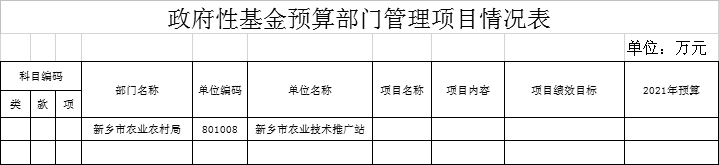 政府性基金预算部门管理项目情况表
单位：万元
科目编码 部门名称 单位编码 单位名称 项目名称 项目内容 项目绩效目标 2021年预算
类 款 项
新乡市农业农村局 801008 新乡市农业技术推广站